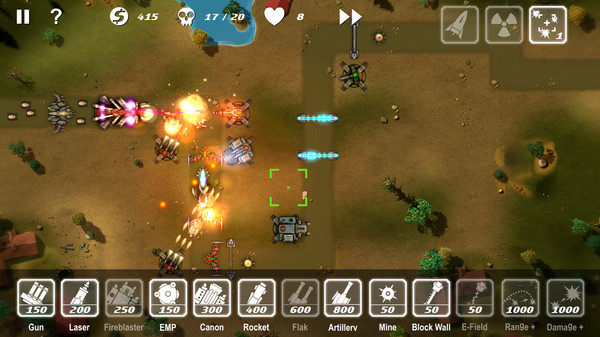 ? S 415 17 / 20 8
1
150 200 250 150 300 400 600 800 50 50 50 1000 1000
Gun Laser Fireblaster EMP Canon Rocket Flak Artillery Mine Block Wall E-Field Range + Damage +